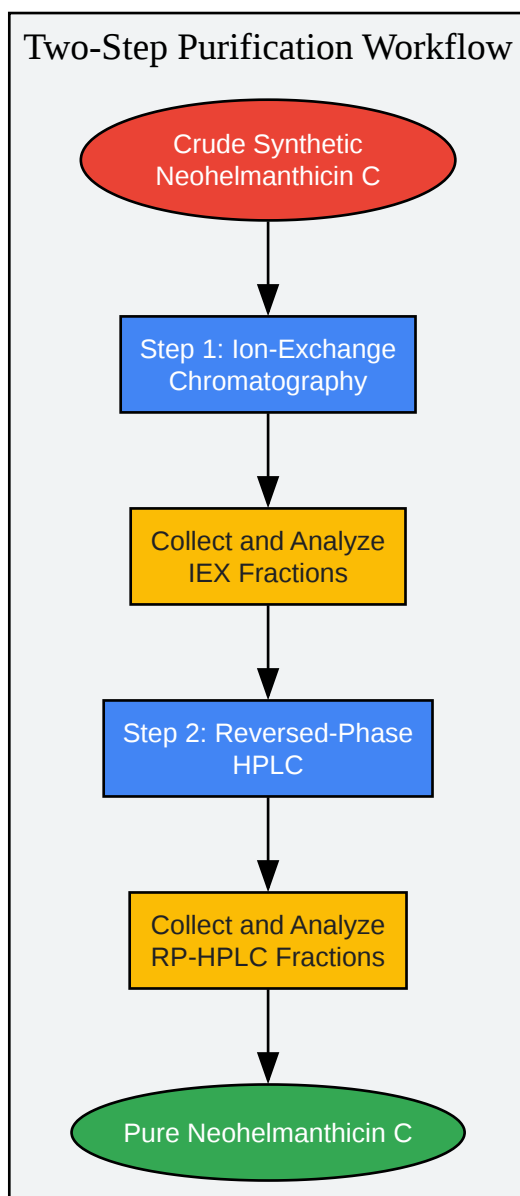 Two-Step Purification Workflow
Crude Synthetic
Neohelmanthicin C
Step 1: Ion-Exchange
Chromatography
Collect and Analyze
IEX Fractions
Step 2: Reversed-Phase
HPLC
Collect and Analyze
RP-HPLC Fractions
Pure Neohelmanthicin C